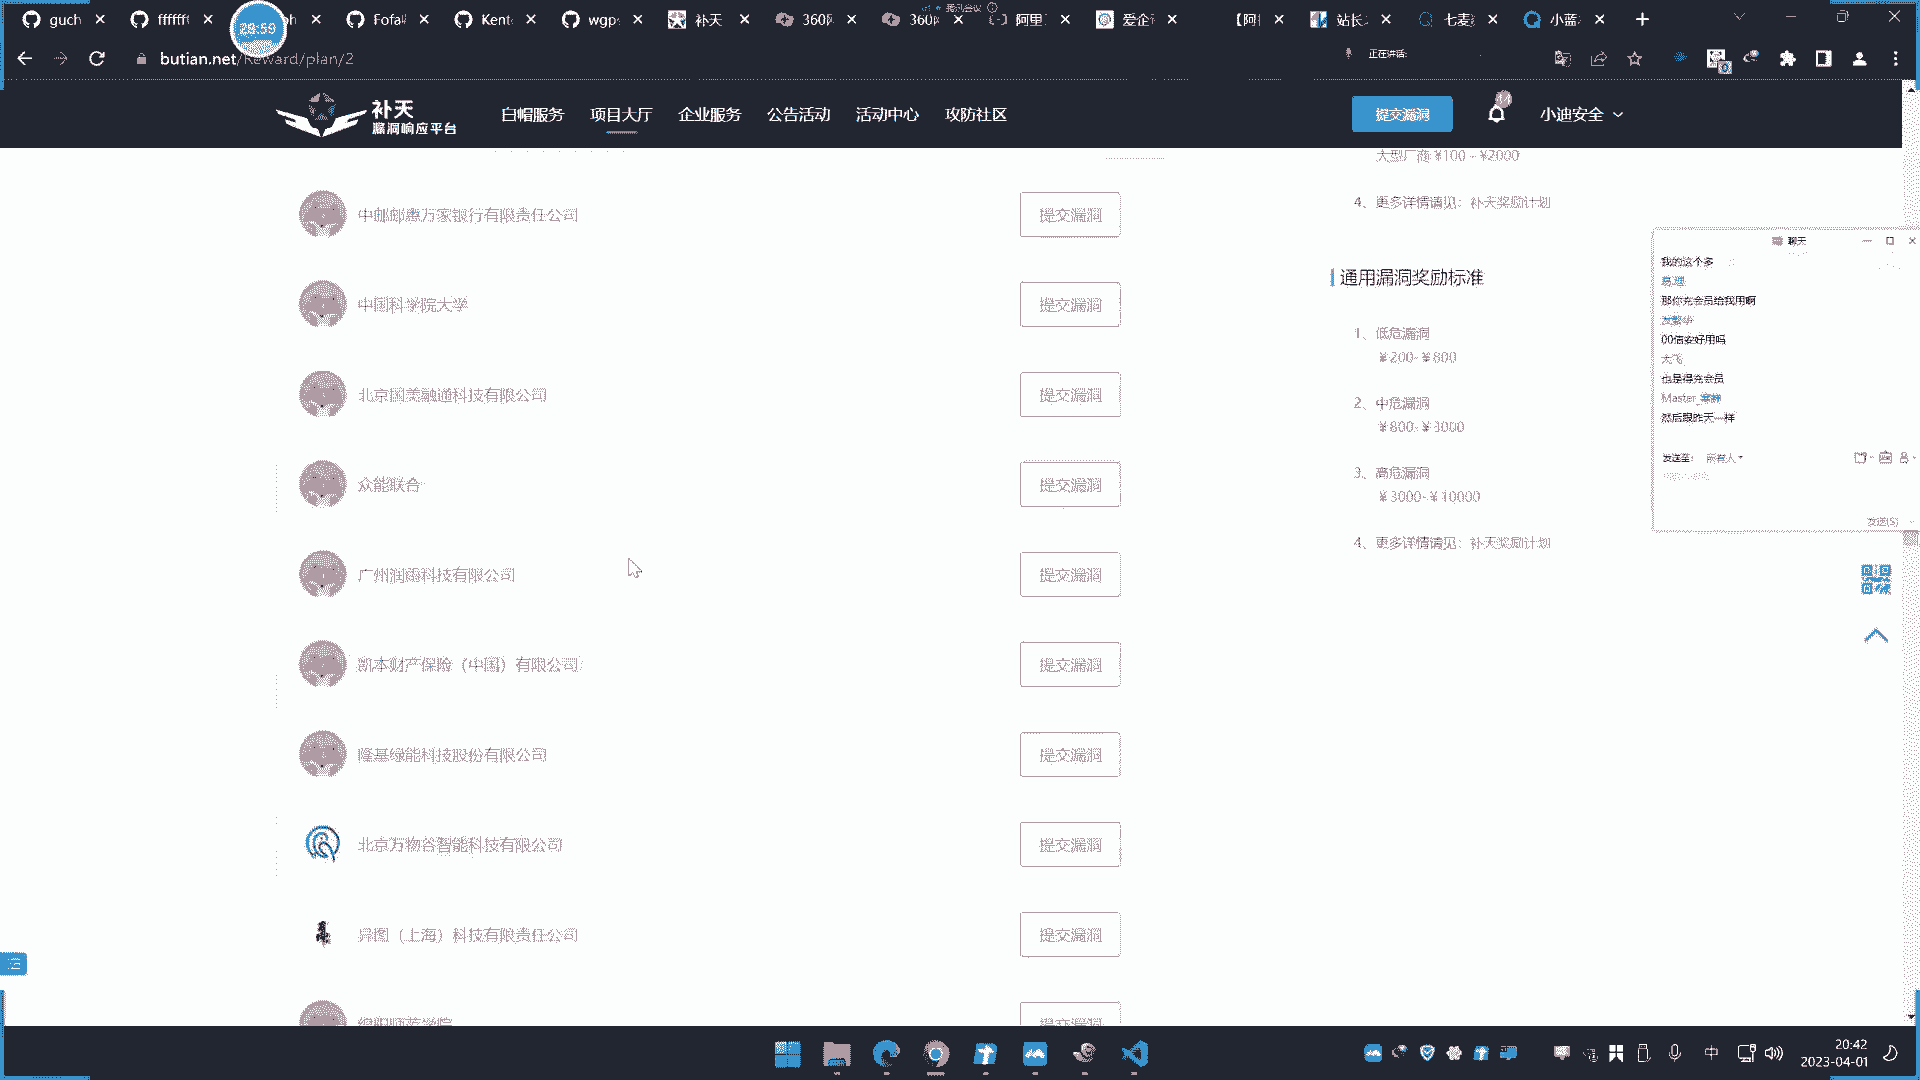 guch
ffffff
Fofa
Kent
wgp
补天
360
360
阿里
爱企
【阿
站长
七麦
小蓝
28:59
腾讯会议
butian.net/Reward/plan/2
正在讲话:
补天
漏洞响应平台
白帽服务
项目大厅
企业服务
公告活动
活动中心
攻防社区
提交漏洞
小迪安全
大型厂商 ¥100 - ¥2000
4、更多详情请见：补天奖励计划
中邮邮惠万家银行有限责任公司
提交漏洞
中国科学院大学
提交漏洞
北京国美融通科技有限公司
提交漏洞
众能联合
提交漏洞
广州润雨科技有限公司
提交漏洞
凯本财产保险（中国）有限公司
提交漏洞
隆基绿能科技股份有限公司
提交漏洞
北京万物谷智能科技有限公司
提交漏洞
异图（上海）科技有限责任公司
提交漏洞
提交漏洞
通用漏洞奖励标准
1、低危漏洞
¥200-¥800
2、中危漏洞
¥800-¥3000
3、高危漏洞
¥3000-¥10000
4、更多详情请见：补天奖励计划
聊天
我的这个多
那你充会员给我用啊
00信安好用吗
大飞
也是得充会员
Master
然后跟昨天一样
发送至:
所有人
发送(S)
中
20:42
2023-04-01